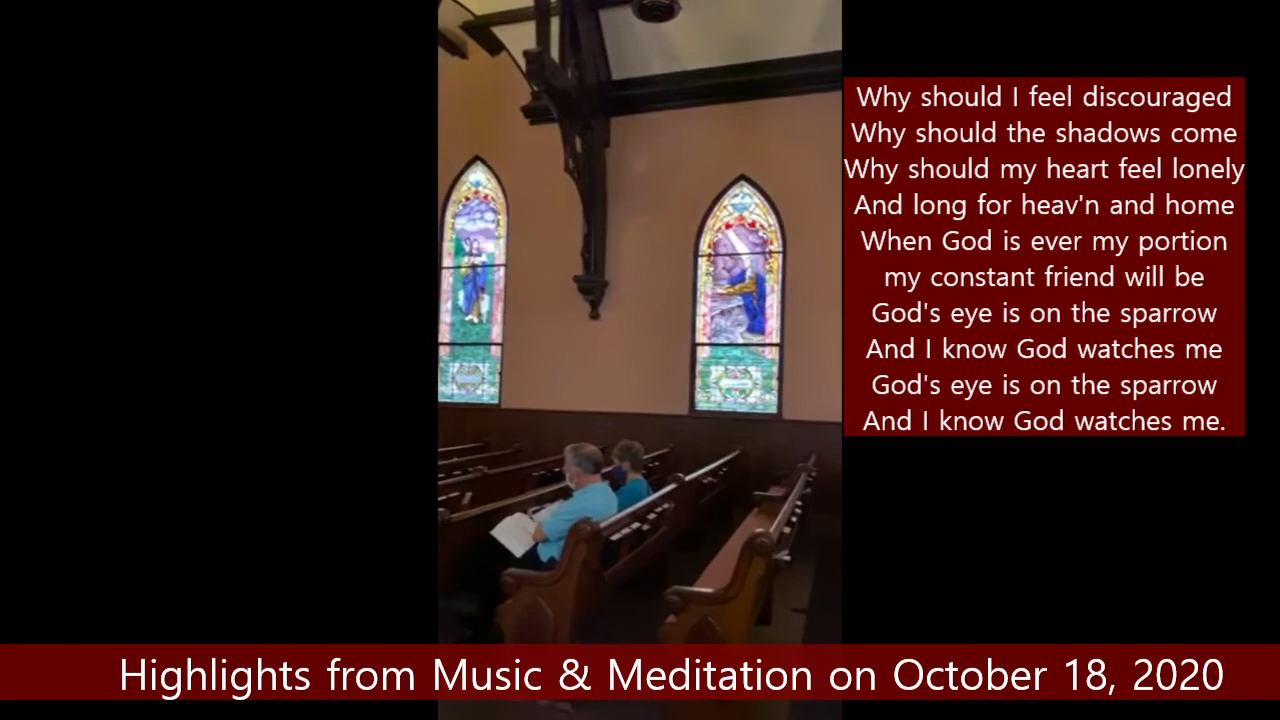 Why should I feel discouraged
Why should the shadows come
Why should my heart feel lonely
And long for heav'n and home
When God is ever my portion
my constant friend will be
God's eye is on the sparrow
And I know God watches me
God's eye is on the sparrow
And I know God watches me.
Highlights from Music & Meditation on October 18, 2020